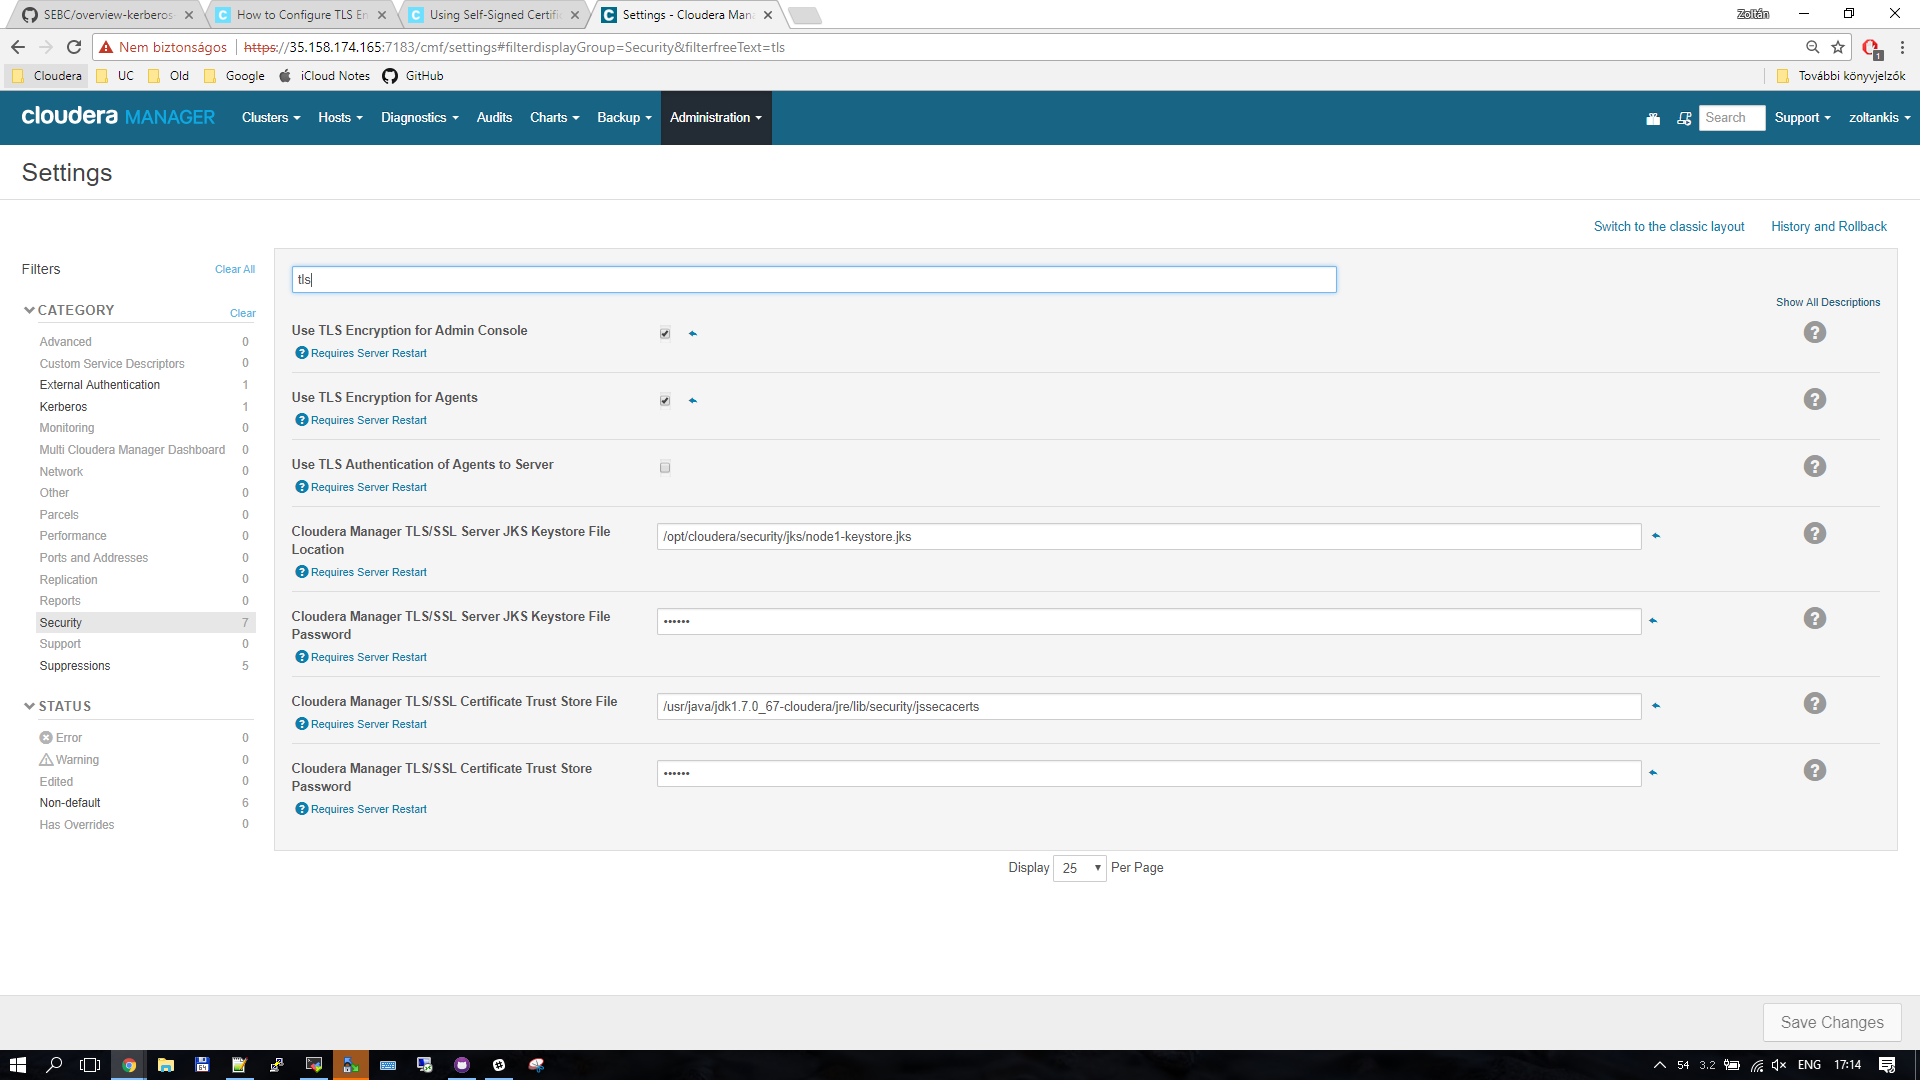 SEBC/overview-kerberos
How to Configure TLS En
Using Self-Signed Certific
Settings - Cloudera Mana
Zoltán
Nem biztonságos
https://35.158.174.165:7183/cmf/settings#filterdisplayGroup=Security&filterfreeText=tls
1
Cloudera
UC
Old
Google
iCloud Notes
GitHub
További könyvjelzők
cloudera MANAGER
Clusters
Hosts
Diagnostics
Audits
Charts
Backup
Administration
Search
Support
zoltankis
Settings
Switch to the classic layout
History and Rollback
Filters
Clear All
CATEGORY
Clear
Advanced 0
Custom Service Descriptors 0
External Authentication 1
Kerberos 1
Monitoring 0
Multi Cloudera Manager Dashboard 0
Network 0
Other 0
Parcels 0
Performance 0
Ports and Addresses 0
Replication 0
Reports 0
Security 7
Support 0
Suppressions 5
STATUS
Error 0
Warning 0
Edited 0
Non-default 6
Has Overrides 0
tls
Show All Descriptions
Use TLS Encryption for Admin Console
Requires Server Restart
Use TLS Encryption for Agents
Requires Server Restart
Use TLS Authentication of Agents to Server
Requires Server Restart
Cloudera Manager TLS/SSL Server JKS Keystore File
Location
/opt/cloudera/security/jks/node1-keystore.jks
Requires Server Restart
Cloudera Manager TLS/SSL Server JKS Keystore File
Password
••••••
Requires Server Restart
Cloudera Manager TLS/SSL Certificate Trust Store File
/usr/java/jdk1.7.0_67-cloudera/jre/lib/security/jssecacerts
Requires Server Restart
Cloudera Manager TLS/SSL Certificate Trust Store
Password
••••••
Requires Server Restart
Display 25 Per Page
Save Changes
64
54
3.2
ENG
17:14